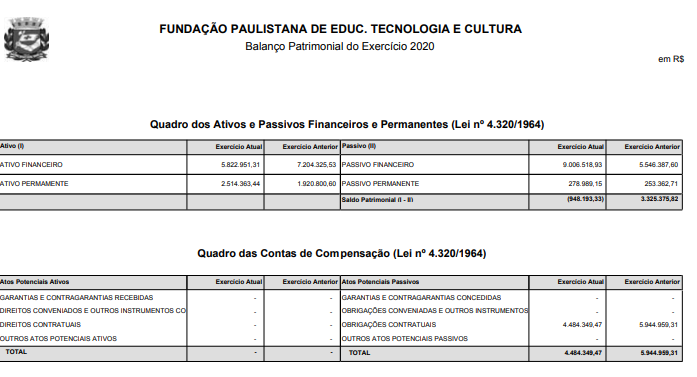 FUNDAÇÃO PAULISTANA DE EDUC. TECNOLOGIA E CULTURA
Balanço Patrimonial do Exercício 2020
em R$
Quadro dos Ativos e Passivos Financeiros e Permanentes (Lei nº 4.320/1964)
Ativo (I) Exercício Atual Exercício Anterior Passivo (II) Exercício Atual Exercício Anterior
ATIVO FINANCEIRO 5.822.951,31 7.204.325,53 PASSIVO FINANCEIRO 9.006.518,93 5.546.387,60
ATIVO PERMAMENTE 2.514.363,44 1.920.800,60 PASSIVO PERMANENTE 278.989,15 253.362,71
Saldo Patrimonial (I - II) (948.193,33) 3.325.375,82
Quadro das Contas de Compensação (Lei nº 4.320/1964)
Atos Potenciais Ativos Exercício Atual Exercício Anterior Atos Potenciais Passivos Exercício Atual Exercício Anterior
GARANTIAS E CONTRAGARANTIAS RECEBIDAS - - GARANTIAS E CONTRAGARANTIAS CONCEDIDAS - -
DIREITOS CONVENIADOS E OUTROS INSTRUMENTOS CO - - OBRIGAÇÕES CONVENIADAS E OUTROS INSTRUMENTOS - -
DIREITOS CONTRATUAIS - - OBRIGAÇÕES CONTRATUAIS 4.484.349,47 5.944.959,31
OUTROS ATOS POTENCIAIS ATIVOS - - OUTROS ATOS POTENCIAIS PASSIVOS - -
TOTAL - - TOTAL 4.484.349,47 5.944.959,31